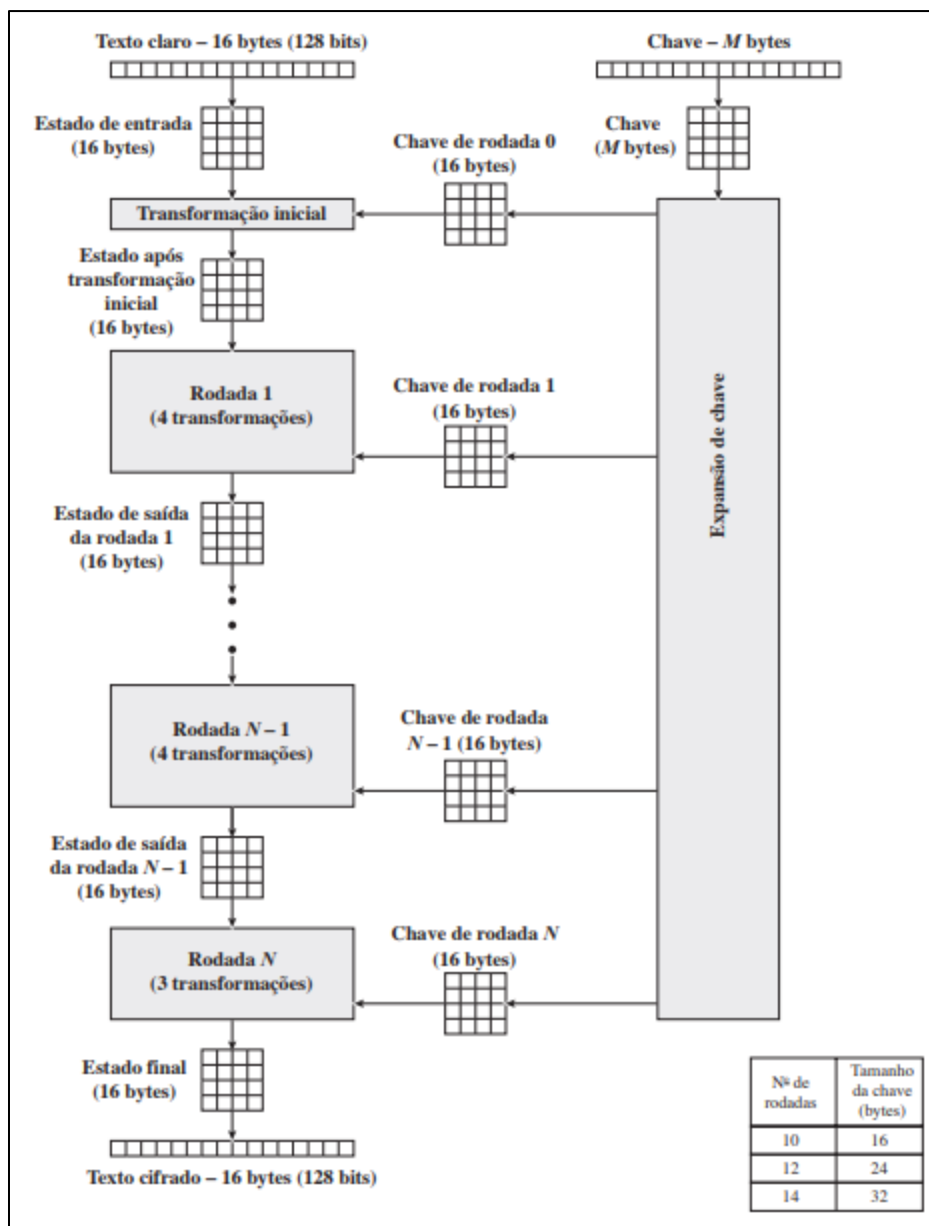 Texto claro – 16 bytes (128 bits)
Chave – M bytes
Estado de entrada
(16 bytes)
Chave de rodada 0
(16 bytes)
Chave
(M bytes)
Transformação inicial
Estado após
transformação
inicial
(16 bytes)
Rodada 1
(4 transformações)
Chave de rodada 1
(16 bytes)
Expansão de chave
Estado de saída
da rodada 1
(16 bytes)
Rodada N – 1
(4 transformações)
Chave de rodada
N – 1 (16 bytes)
Estado de saída
da rodada N – 1
(16 bytes)
Rodada N
(3 transformações)
Chave de rodada N
(16 bytes)
Estado final
(16 bytes)
Texto cifrado – 16 bytes (128 bits)
Nº de
rodadas
Tamanho
da chave
(bytes)
10 16
12 24
14 32